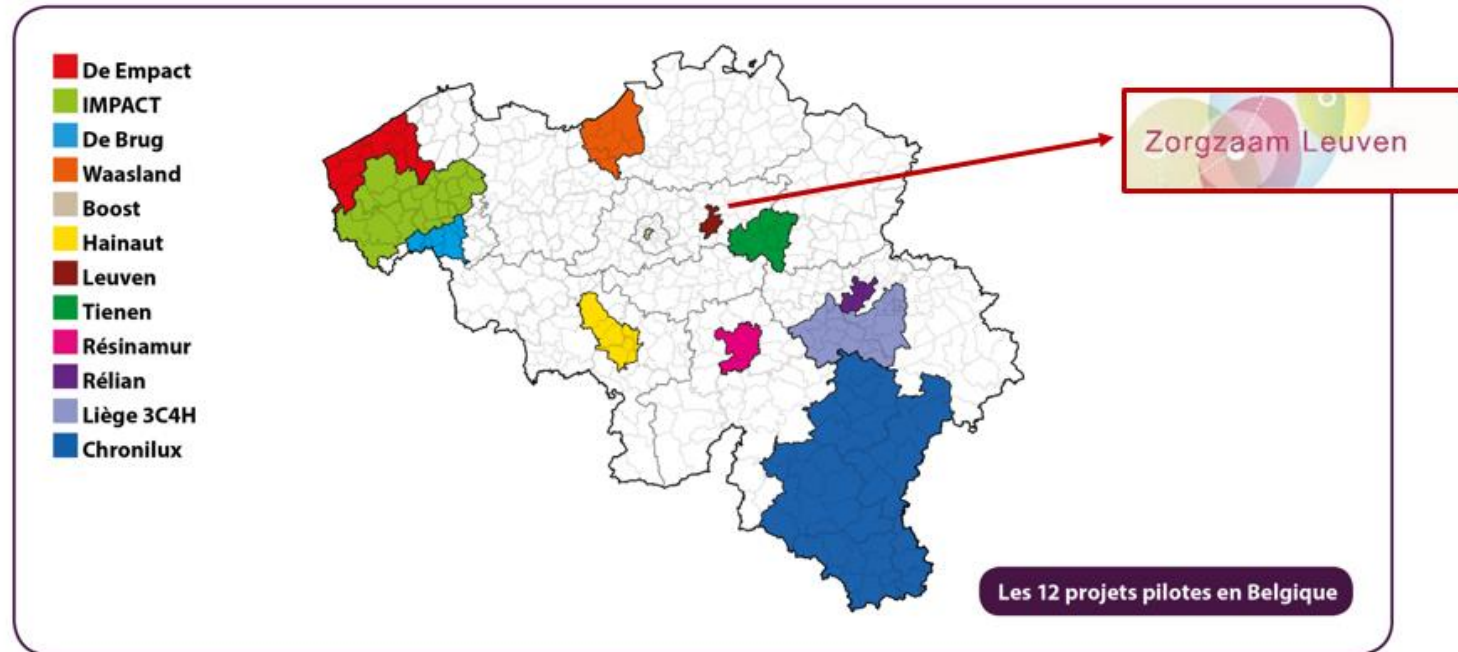 De Empact
IMPACT
De Brug
Waasland
Boost
Hainaut
Leuven
Tienen
Résinamur
Rélian
Liège 3C4H
Chronilux
Zorgzaam Leuven
Les 12 projets pilotes en Belgique